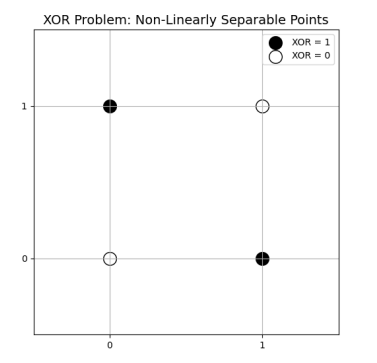 XOR Problem: Non-Linearly Separable Points
XOR = 1
XOR = 0
1
0
0 1